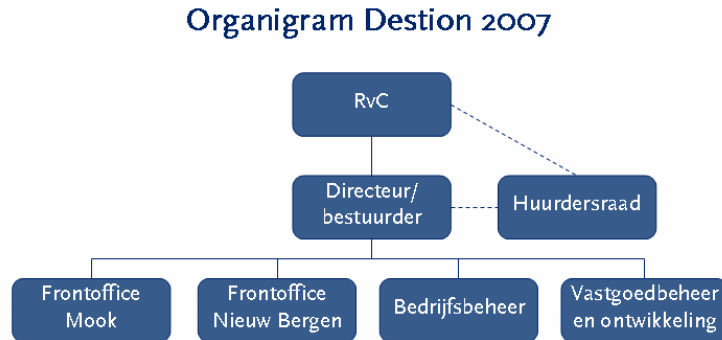 Organigram Destion 2007
RvC
Directeur/
bestuurder
Huurdersraad
Frontoffice
Mook
Frontoffice
Nieuw Bergen
Bedrijfsbeheer
Vastgoedbeheer
en ontwikkeling